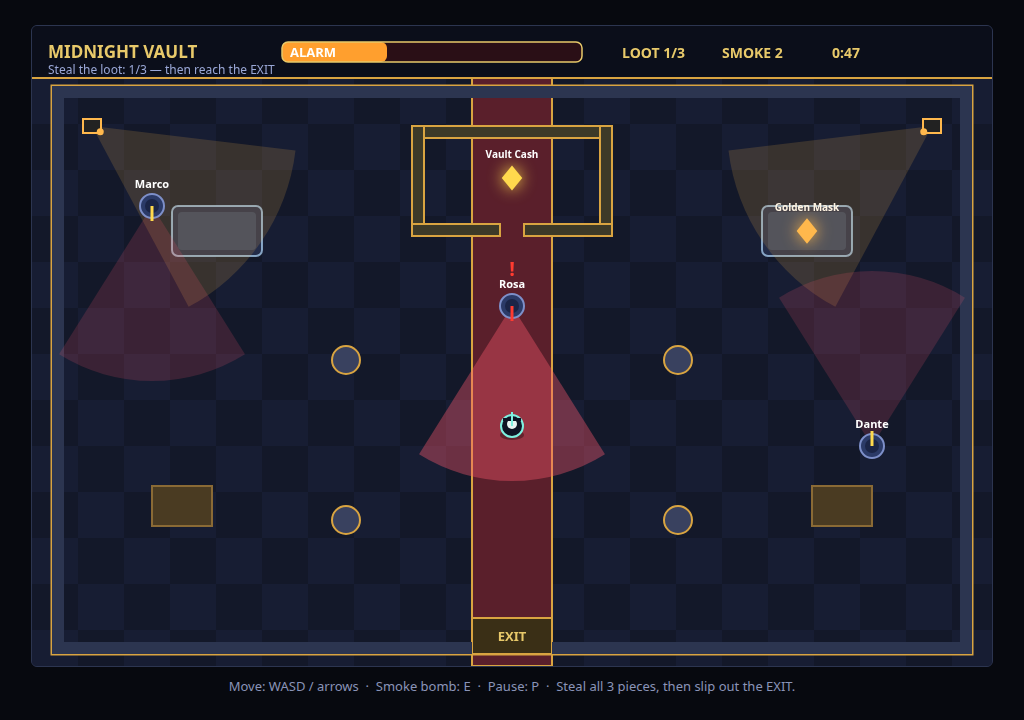 MIDNIGHT VAULT
Steal the loot: 1/3 — then reach the EXIT
ALARM
LOOT 1/3
SMOKE 2
0:47
Vault Cash
Marco
Golden Mask
!
Rosa
Dante
EXIT
Move: WASD / arrows · Smoke bomb: E · Pause: P · Steal all 3 pieces, then slip out the EXIT.